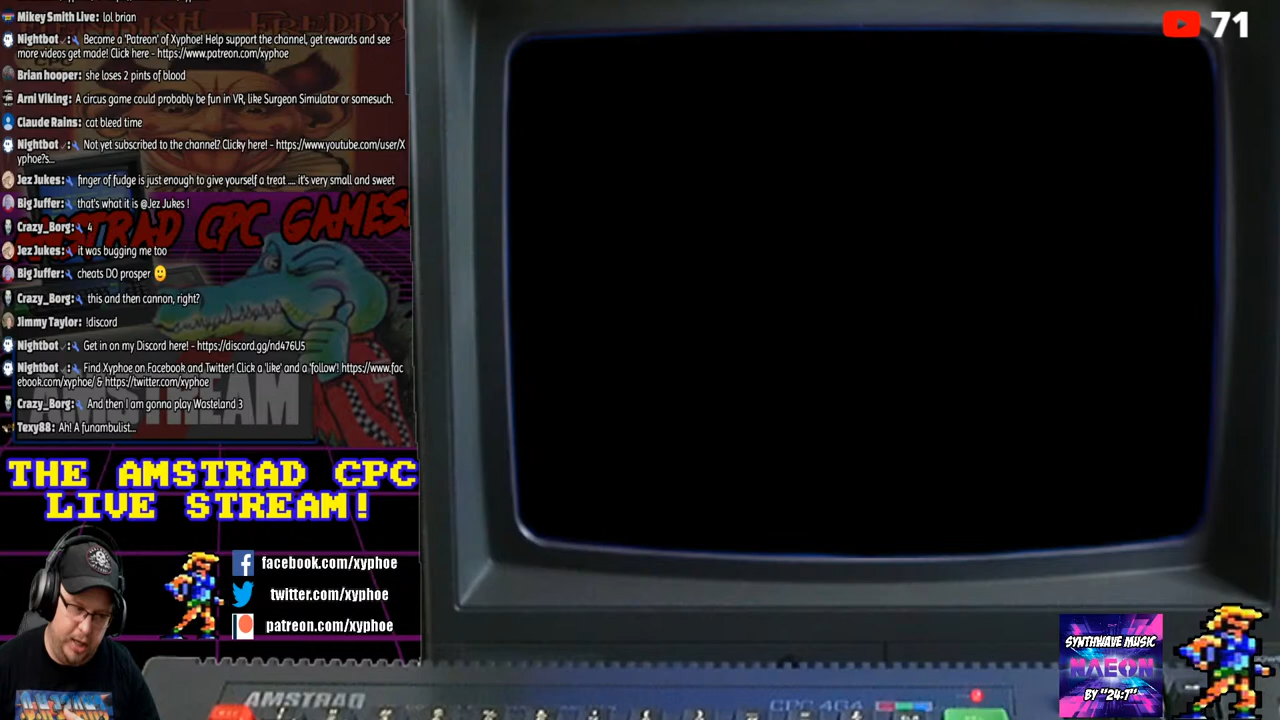 Mikey Smith Live: lol brian
Nightbot: Become a 'Patreon' of Xyphoe! Help support the channel, get rewards and see
more videos get made! Click here - https://www.patreon.com/xyphoe
Brian hooper: she loses 2 pints of blood
Arni Viking: A circus game could probably be fun in VR, like Surgeon Simulator or somesuch.
Claude Rains: cat bleed time
Nightbot: Not yet subscribed to the channel? Clicky here! - https://www.youtube.com/user/X
yphoe?s...
Jez Jukes: finger of fudge is just enough to give yourself a treat .... it's very small and sweet
Big Juffer: that's what it is @Jez Jukes !
Crazy_Borg: 4
Jez Jukes: it was bugging me too
Big Juffer: cheats DO prosper
Crazy_Borg: this and then cannon, right?
Jimmy Taylor: !discord
Nightbot: Get in on my Discord here! - https://discord.gg/nd476U5
Nightbot: Find Xyphoe on Facebook and Twitter! Click a 'like' and a 'follow'! https://www.fac
ebook.com/xyphoe/ & https://twitter.com/xyphoe
Crazy_Borg: And then I am gonna play Wasteland 3
Texy88: Ah! A funambulist...
FREDDY'S
AMSTRAD CPC GAMES!
AMSTREAM
THE AMSTRAD CPC
LIVE STREAM!
facebook.com/xyphoe
twitter.com/xyphoe
patreon.com/xyphoe
71
SYNTHWAVE MUSIC
NAEON
BY "24:7"
AMSTRAD
CPC 464
ESC